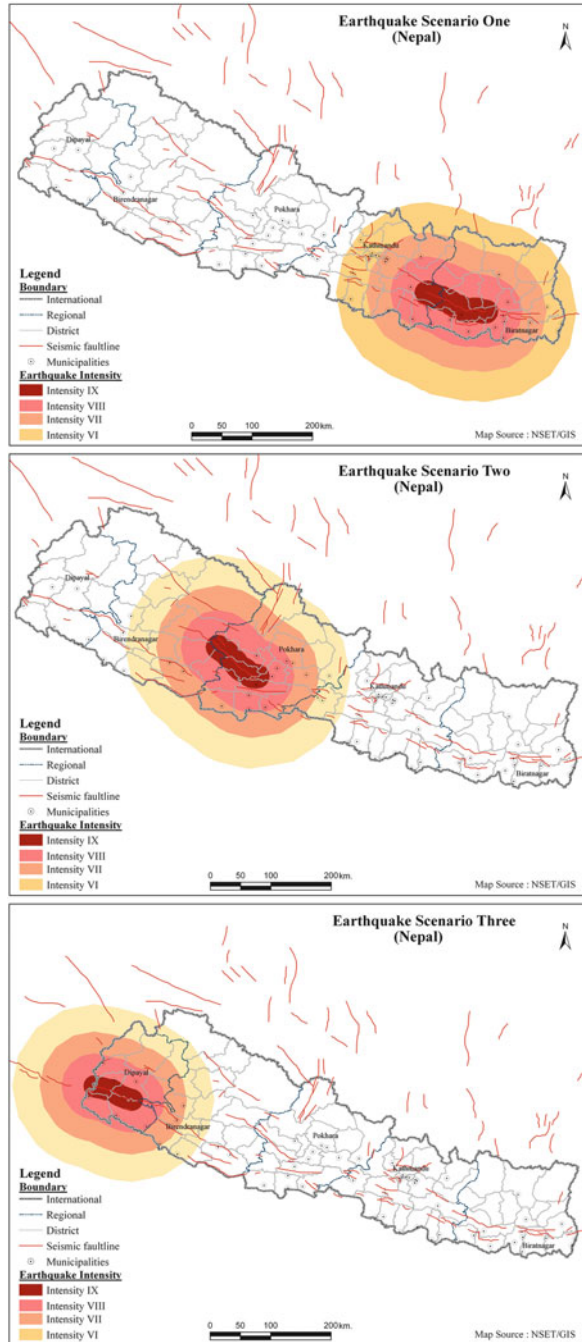 Earthquake Scenario One
(Nepal)
N
Dipayal
Birendranagar
Pokhara
Kathmandu
Biratnagar
Legend
Boundary
International
Regional
District
Seismic faultline
Municipalities
Earthquake Intensity
Intensity IX
Intensity VIII
Intensity VII
Intensity VI
0 50 100 200 km.
Map Source : NSET/GIS
Earthquake Scenario Two
(Nepal)
N
Dipayal
Birendranagar
Pokhara
Kathmandu
Biratnagar
Legend
Boundary
International
Regional
District
Seismic faultline
Municipalities
Earthquake Intensity
Intensity IX
Intensity VIII
Intensity VII
Intensity VI
0 50 100 200km.
Map Source : NSET/GIS
Earthquake Scenario Three
(Nepal)
N
Dipayal
Birendranagar
Pokhara
Kathmandu
Biratnagar
Legend
Boundary
International
Regional
District
Seismic faultline
Municipalities
Earthquake Intensity
Intensity IX
Intensity VIII
Intensity VII
Intensity VI
0 50 100 200 km.
Map Source : NSET/GIS